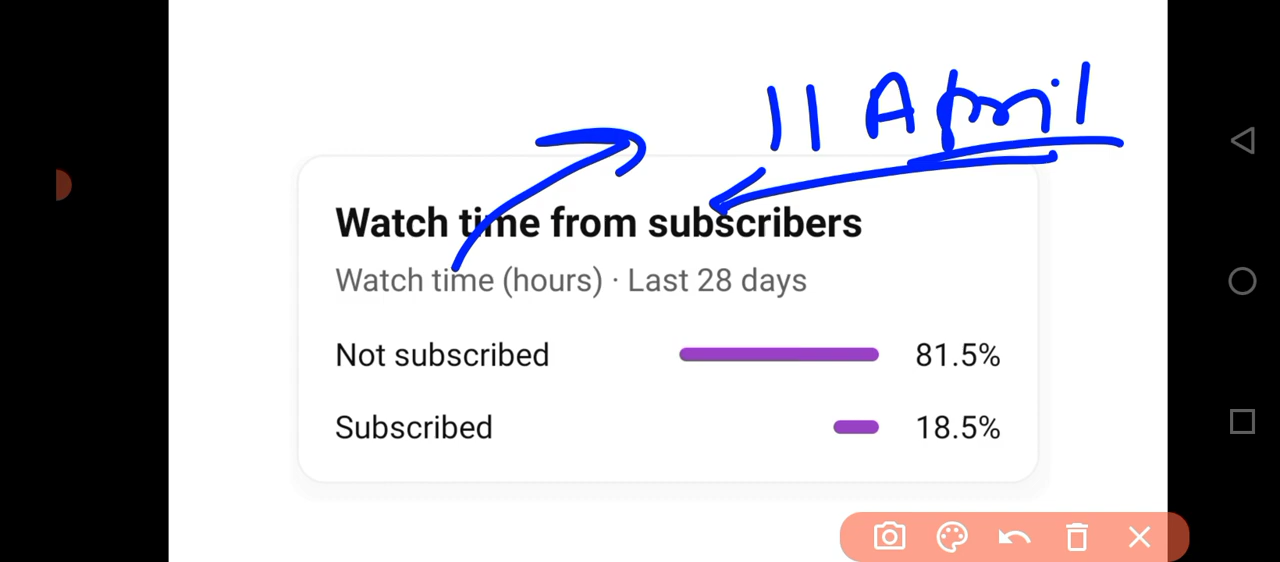 11 April
Watch time from subscribers
Watch time (hours) · Last 28 days
Not subscribed 81.5%
Subscribed 18.5%